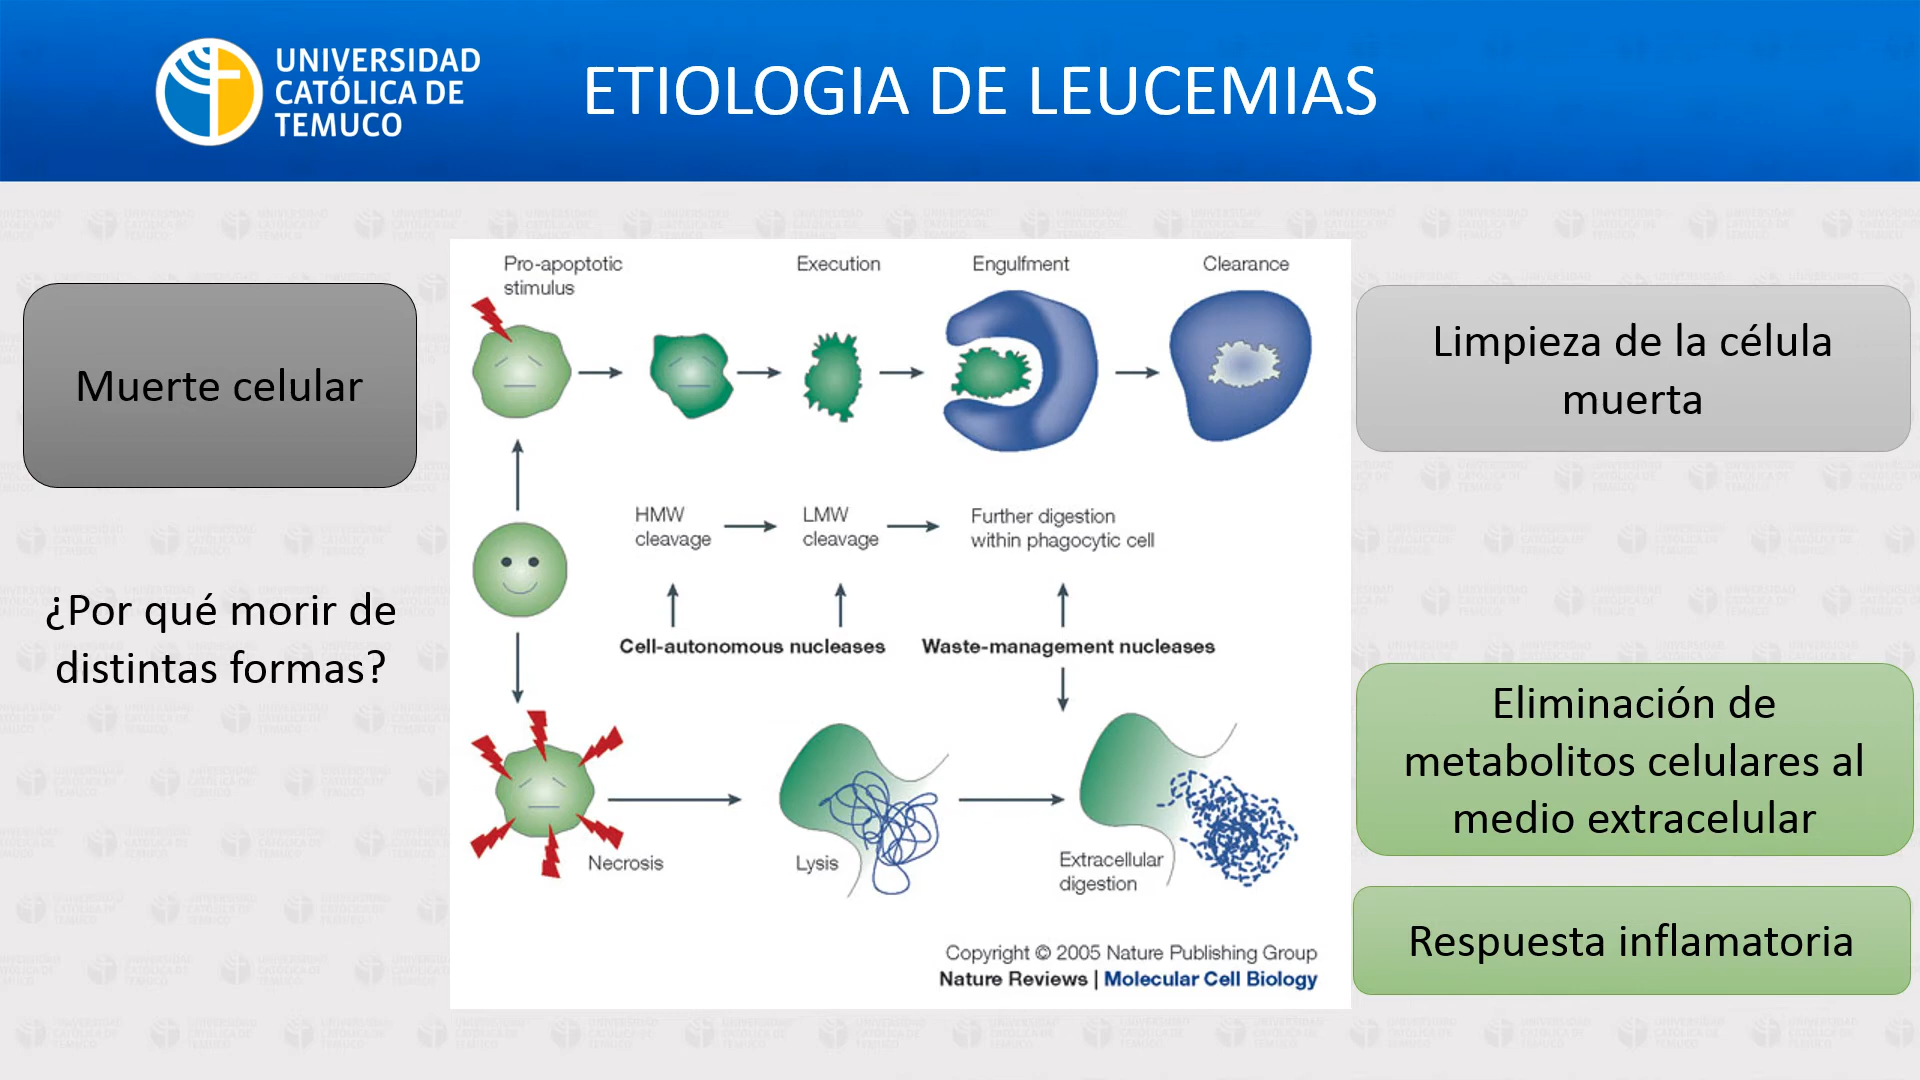 UNIVERSIDAD
CATÓLICA DE
TEMUCO
ETIOLOGIA DE LEUCEMIAS
Muerte celular
¿Por qué morir de
distintas formas?
Pro-apoptotic
stimulus
Execution
Engulfment
Clearance
HMW
cleavage
LMW
cleavage
Further digestion
within phagocytic cell
Cell-autonomous nucleases
Waste-management nucleases
Necrosis
Lysis
Extracellular
digestion
Copyright © 2005 Nature Publishing Group
Nature Reviews | Molecular Cell Biology
Limpieza de la célula
muerta
Eliminación de
metabolitos celulares al
medio extracelular
Respuesta inflamatoria